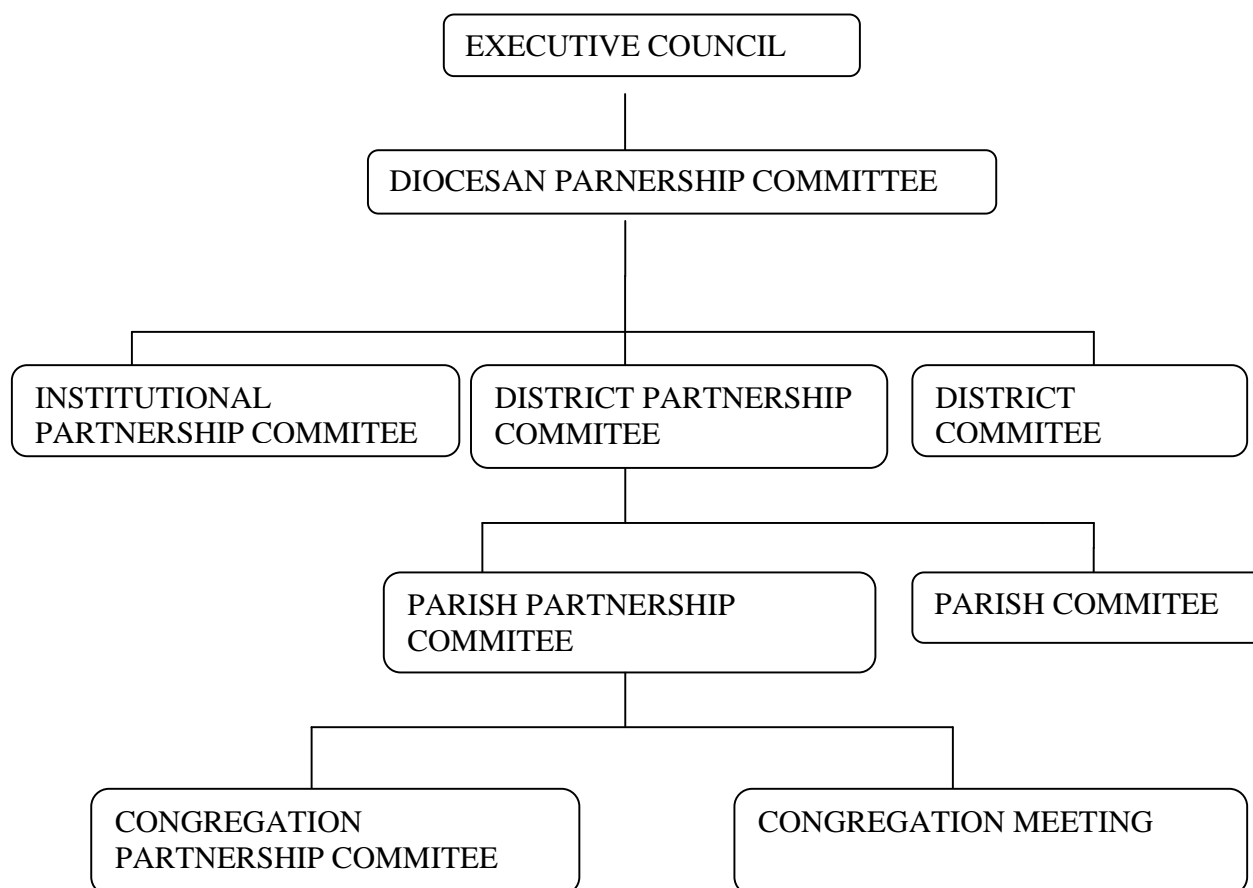 EXECUTIVE COUNCIL
DIOCESAN PARNERSHIP COMMITTEE
INSTITUTIONAL
PARTNERSHIP COMMITEE
DISTRICT PARTNERSHIP
COMMITEE
DISTRICT
COMMITEE
PARISH PARTNERSHIP
COMMITEE
PARISH COMMITEE
CONGREGATION
PARTNERSHIP COMMITEE
CONGREGATION MEETING